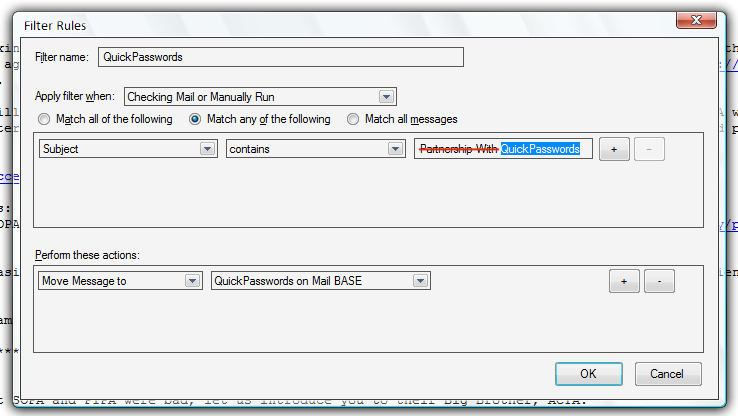 Filter Rules
Filter name: QuickPasswords
Apply filter when: Checking Mail or Manually Run
Match all of the following Match any of the following Match all messages
Subject contains Partnership With QuickPasswords + -
Perform these actions:
Move Message to QuickPasswords on Mail BASE + -
OK Cancel